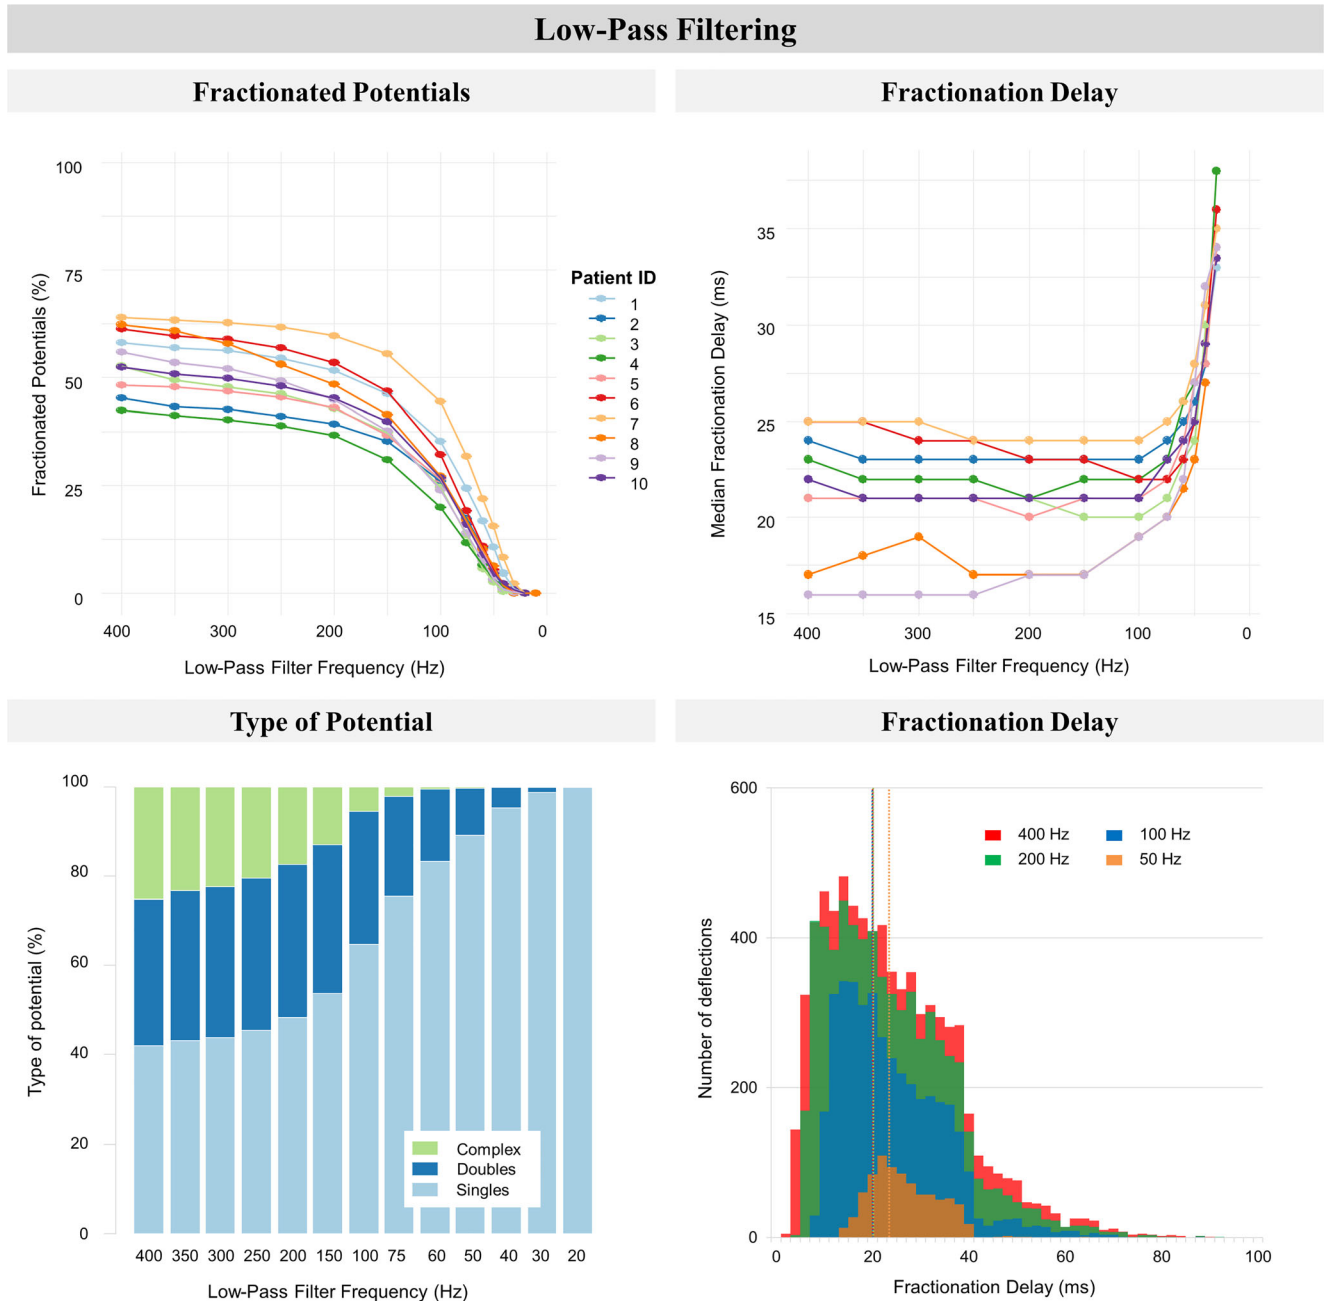 Low-Pass Filtering
Fractionated Potentials
100
75
50
25
0
Fractionated Potentials (%)
400 300 200 100 0
Low-Pass Filter Frequency (Hz)
Patient ID
1
2
3
4
5
6
7
8
9
10
Fractionation Delay
35
30
25
20
15
Median Fractionation Delay (ms)
400 300 200 100 0
Low-Pass Filter Frequency (Hz)
Type of Potential
100
80
60
40
20
0
Type of potential (%)
Complex
Doubles
Singles
400 350 300 250 200 150 100 75 60 50 40 30 20
Low-Pass Filter Frequency (Hz)
Fractionation Delay
600
400
200
0
Number of deflections
400 Hz 100 Hz
200 Hz 50 Hz
0 20 40 60 80 100
Fractionation Delay (ms)